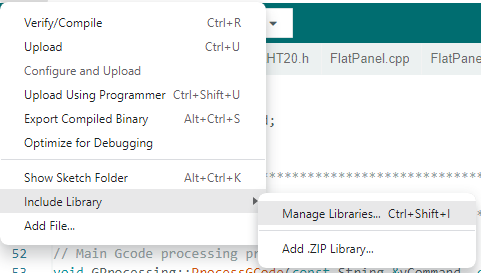 Verify/Compile Ctrl+R
Upload Ctrl+U
Configure and Upload
HT20.h FlatPanel.cpp
Upload Using Programmer Ctrl+Shift+U
Export Compiled Binary Alt+Ctrl+S
Optimize for Debugging
Show Sketch Folder Alt+Ctrl+K
Include Library
Manage Libraries... Ctrl+Shift+I
Add File...
Add .ZIP Library...
52 // Main Gcode processing pr
53 void GProcessing::ProcessGCode(const String &vCommand,